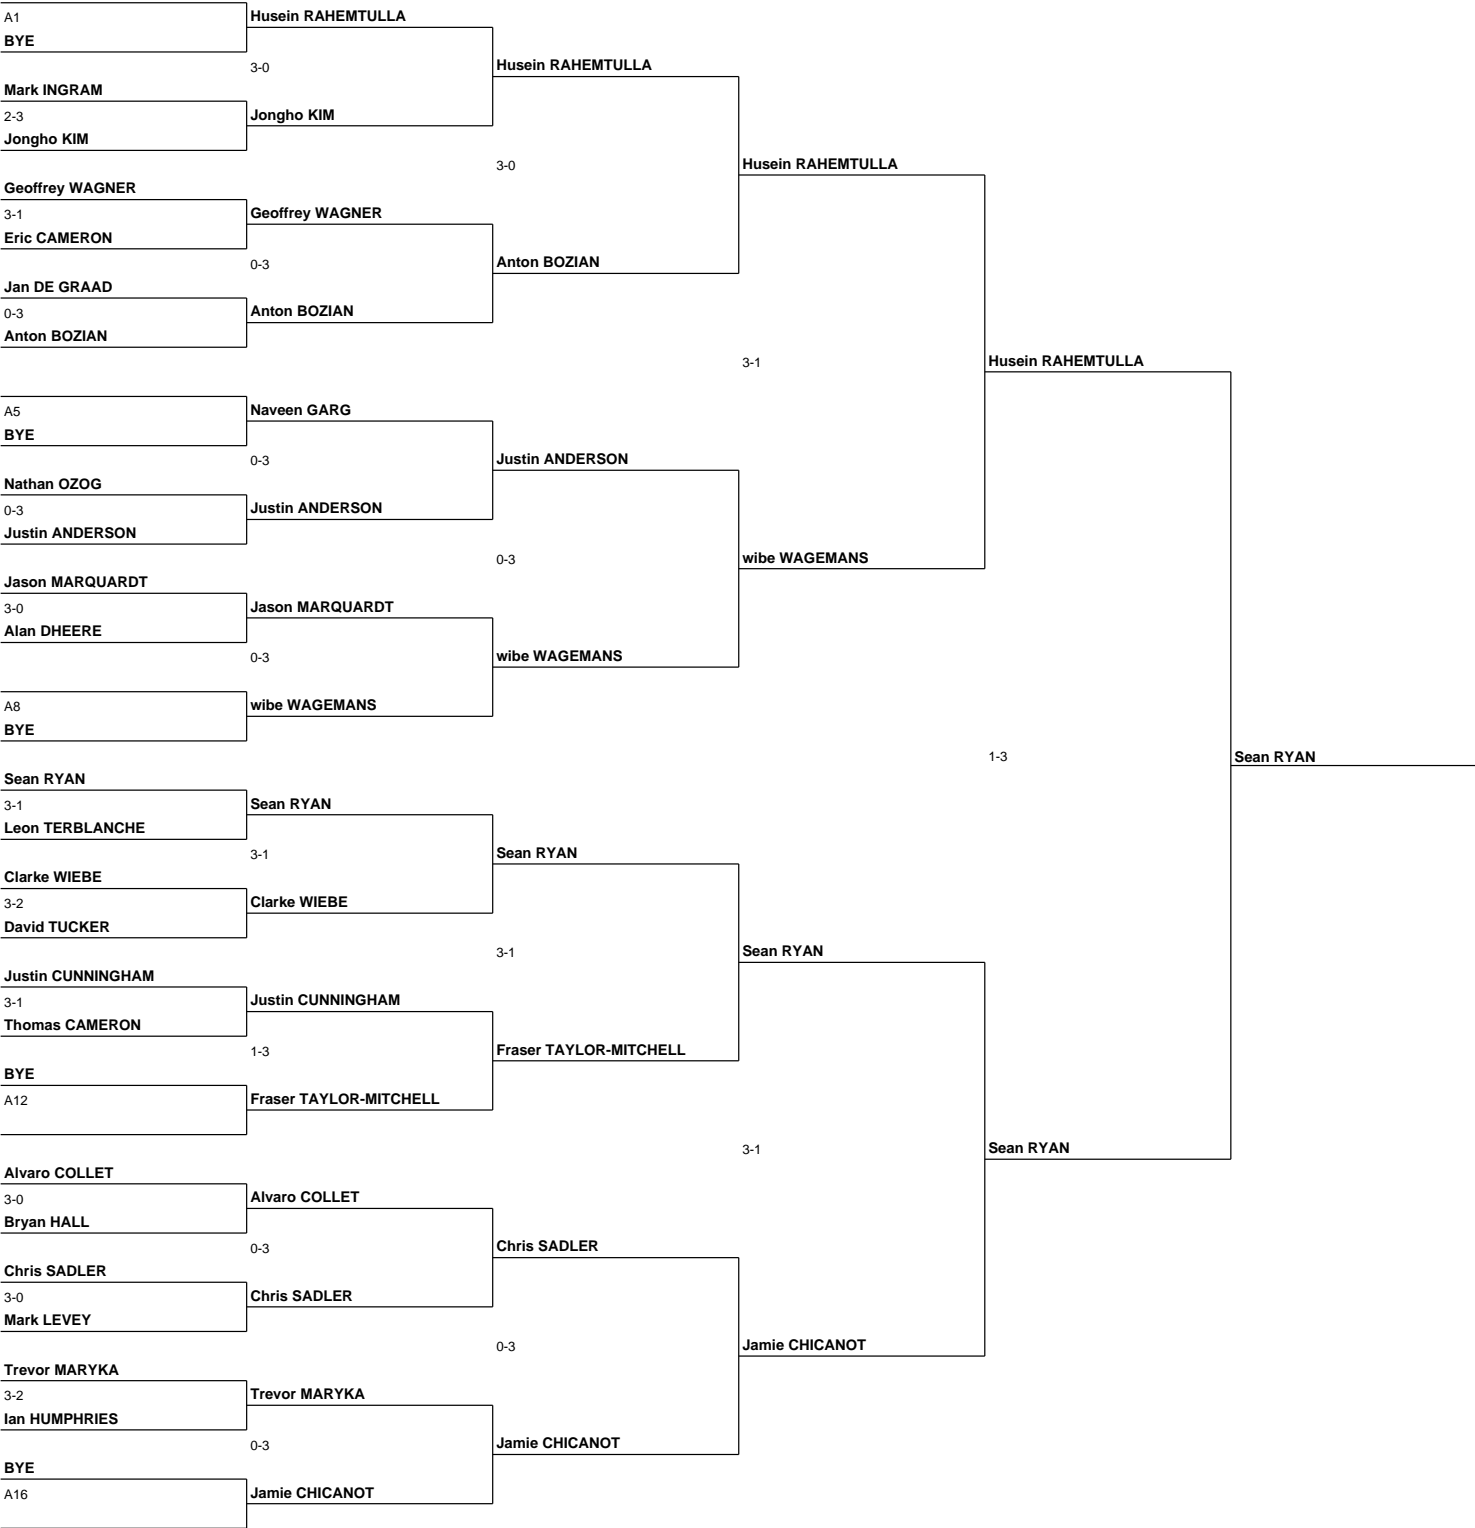 A1
BYE
Husein RAHEMTULLA
3-0
Mark INGRAM
2-3
Jongho KIM
Jongho KIM
Husein RAHEMTULLA
3-0
Geoffrey WAGNER
3-1
Eric CAMERON
Geoffrey WAGNER
0-3
Jan DE GRAAD
0-3
Anton BOZIAN
Anton BOZIAN
Anton BOZIAN
Husein RAHEMTULLA
3-1
A5
BYE
Naveen GARG
0-3
Nathan OZOG
0-3
Justin ANDERSON
Justin ANDERSON
Justin ANDERSON
0-3
Jason MARQUARDT
3-0
Alan DHEERE
Jason MARQUARDT
0-3
A8
BYE
wibe WAGEMANS
wibe WAGEMANS
wibe WAGEMANS
Husein RAHEMTULLA
1-3
Sean RYAN
Sean RYAN
3-1
Leon TERBLANCHE
Sean RYAN
3-1
Clarke WIEBE
3-2
David TUCKER
Clarke WIEBE
Sean RYAN
3-1
Justin CUNNINGHAM
3-1
Thomas CAMERON
Justin CUNNINGHAM
1-3
BYE
A12
Fraser TAYLOR-MITCHELL
Fraser TAYLOR-MITCHELL
Sean RYAN
3-1
Alvaro COLLET
3-0
Bryan HALL
Alvaro COLLET
0-3
Chris SADLER
3-0
Mark LEVEY
Chris SADLER
Chris SADLER
0-3
Trevor MARYKA
3-2
Ian HUMPHRIES
Trevor MARYKA
0-3
BYE
A16
Jamie CHICANOT
Jamie CHICANOT
Jamie CHICANOT
Sean RYAN